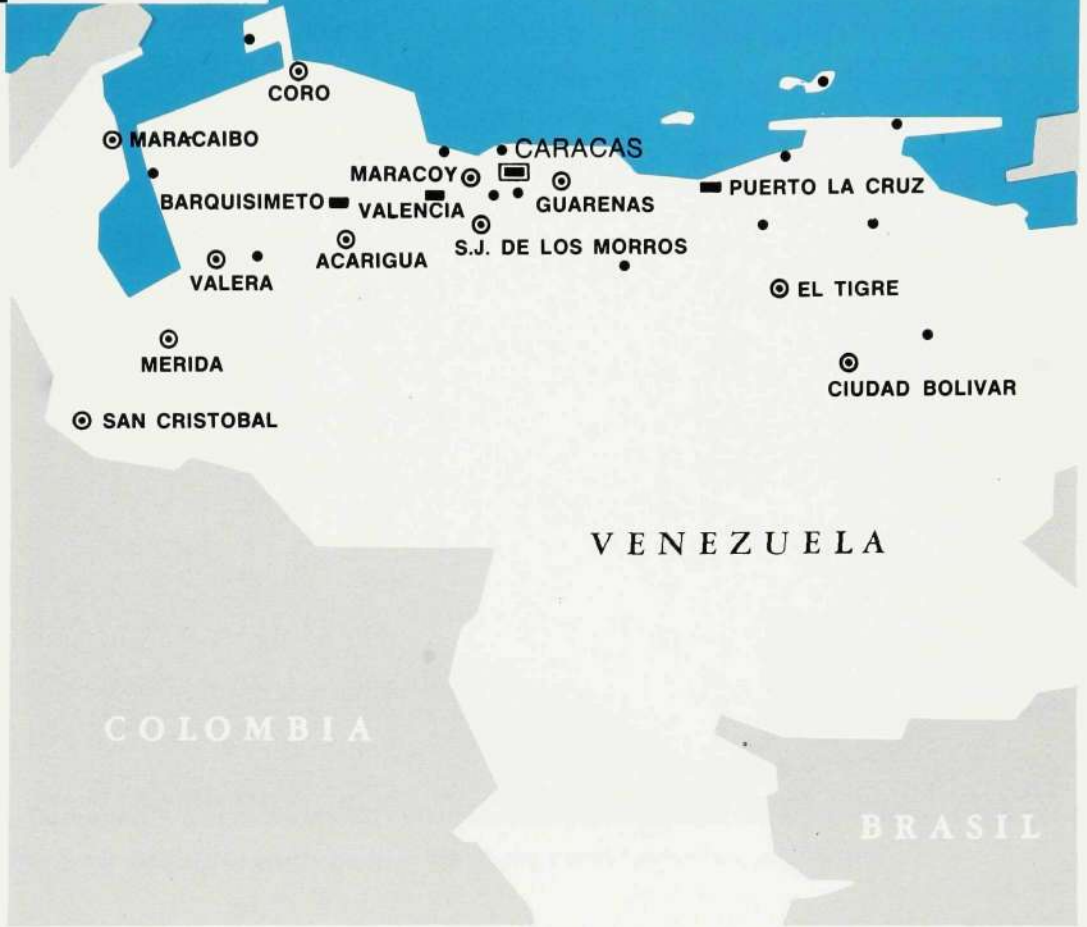 CORO
MARACAIBO
CARACAS
MARACOY
BARQUISIMETO
VALENCIA
GUARENAS
PUERTO LA CRUZ
S.J. DE LOS MORROS
ACARIGUA
VALERA
EL TIGRE
MERIDA
CIUDAD BOLIVAR
SAN CRISTOBAL
VENEZUELA
COLOMBIA
BRASIL